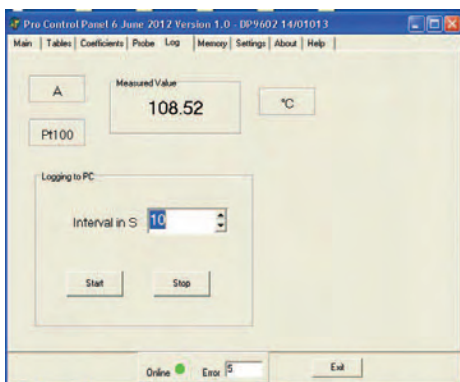 Pro Control Panel 6 June 2012 Version 1.0 - DP9602 14/01013
Main Tables Coefficients Probe Log Memory Settings About Help
A
Measured Value
108.52
°C
Pt100
Logging to PC
Interval in S 10
Start Stop
Online Error 5 Exit